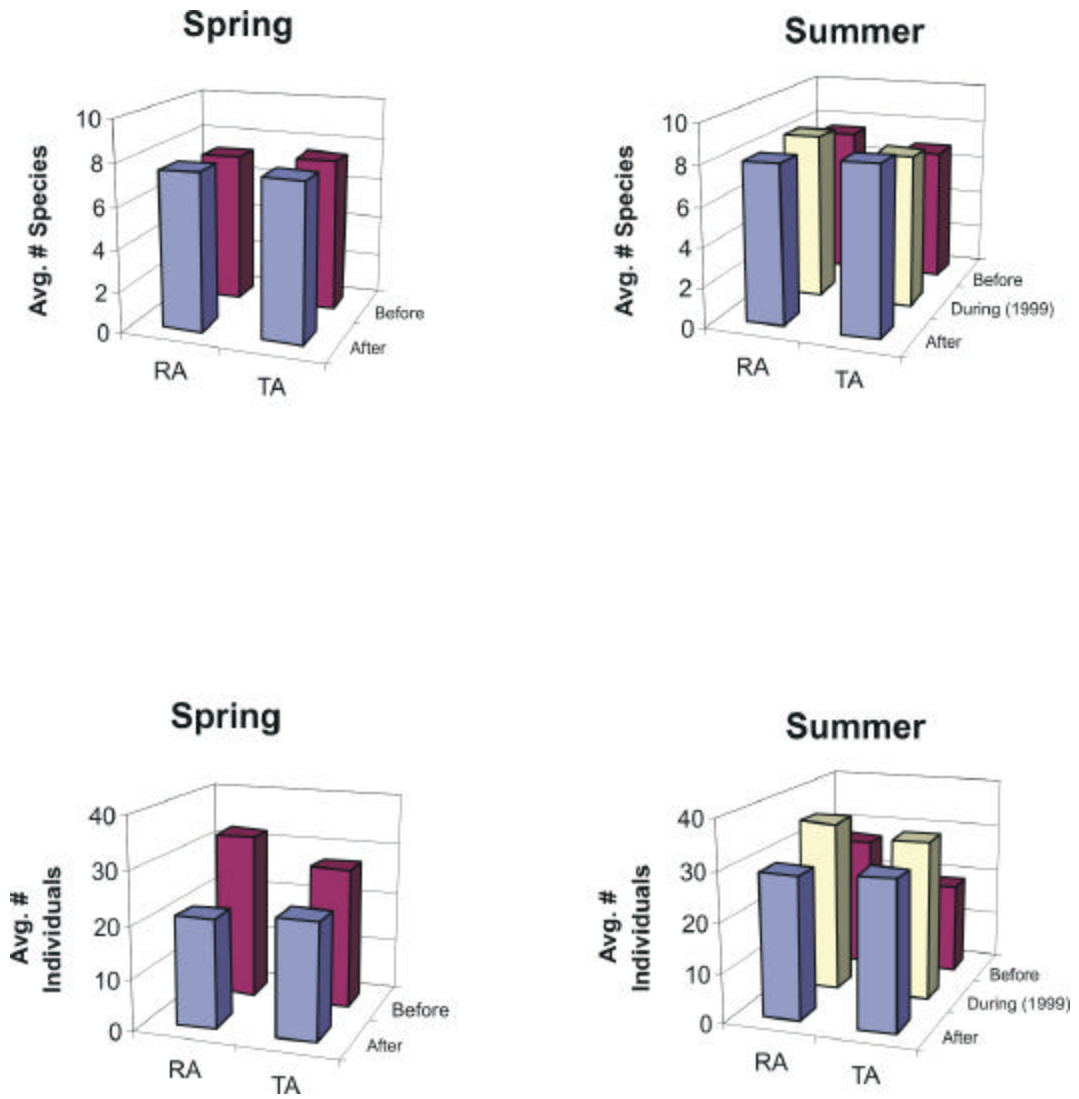 Spring
10
8
6
4
2
0
Avg. # Species
RA
TA
Before
After
Summer
10
8
6
4
2
0
Avg. # Species
RA
TA
Before
During (1999)
After
Spring
40
30
20
10
0
Avg. #
Individuals
RA
TA
Before
After
Summer
40
30
20
10
0
Avg. #
Individuals
RA
TA
Before
During (1999)
After